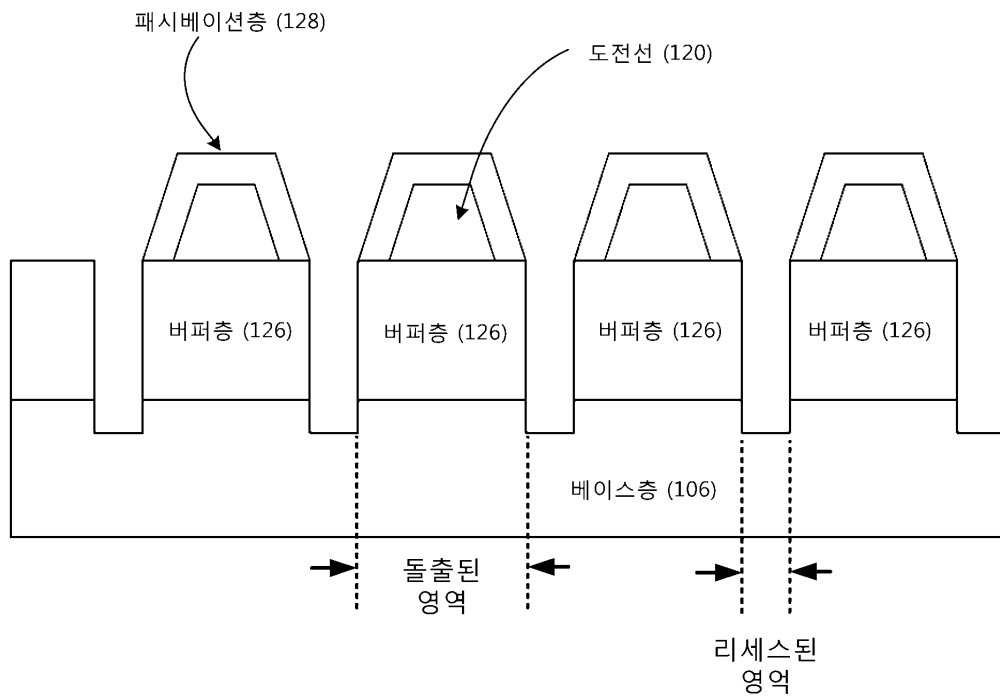 패시베이션층 (128)
도전선 (120)
버퍼층 (126)
버퍼층 (126)
버퍼층 (126)
버퍼층 (126)
베이스층 (106)
돌출된
영역
리세스된
영억